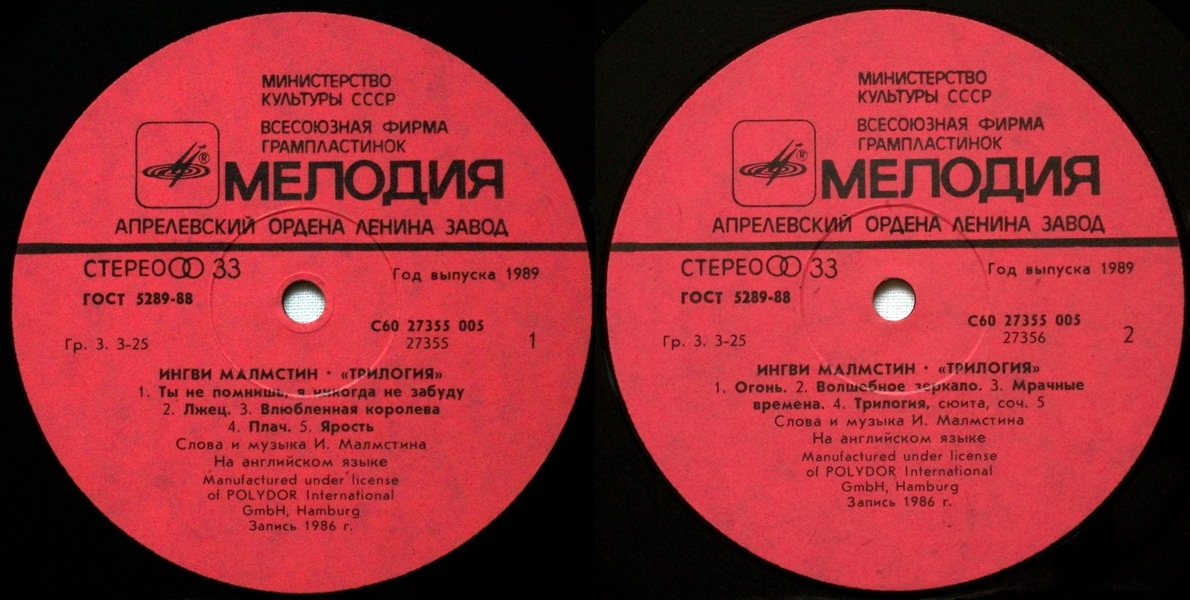 МИНИСТЕРСТВО
КУЛЬТУРЫ СССР
ВСЕСОЮЗНАЯ ФИРМА
ГРАМПЛАСТИНОК
®
МЕЛОДИЯ
АПРЕЛЕВСКИЙ ОРДЕНА ЛЕНИНА ЗАВОД
СТЕРЕО 33
Год выпуска 1989
ГОСТ 5289-88
С60 27355 005
Гр. 3. 3-25
27355
1
ИНГВИ МАЛМСТИН · «ТРИЛОГИЯ»
1. Ты не помнишь, я никогда не забуду
2. Лжец. 3. Влюбленная королева
4. Плач. 5. Ярость
Слова и музыка И. Малмстина
На английском языке
Manufactured under license
of POLYDOR International
GmbH, Hamburg
Запись 1986 г.
МИНИСТЕРСТВО
КУЛЬТУРЫ СССР
ВСЕСОЮЗНАЯ ФИРМА
ГРАМПЛАСТИНОК
®
МЕЛОДИЯ
АПРЕЛЕВСКИЙ ОРДЕНА ЛЕНИНА ЗАВОД
СТЕРЕО 33
Год выпуска 1989
ГОСТ 5289-88
С60 27355 005
Гр. 3. 3-25
27356
2
ИНГВИ МАЛМСТИН · «ТРИЛОГИЯ»
1. Огонь. 2. Волшебное зеркало. 3. Мрачные
времена. 4. Трилогия, сюита, соч. 5
Слова и музыка И. Малмстина
На английском языке
Manufactured under license
of POLYDOR International
GmbH, Hamburg
Запись 1986 г.